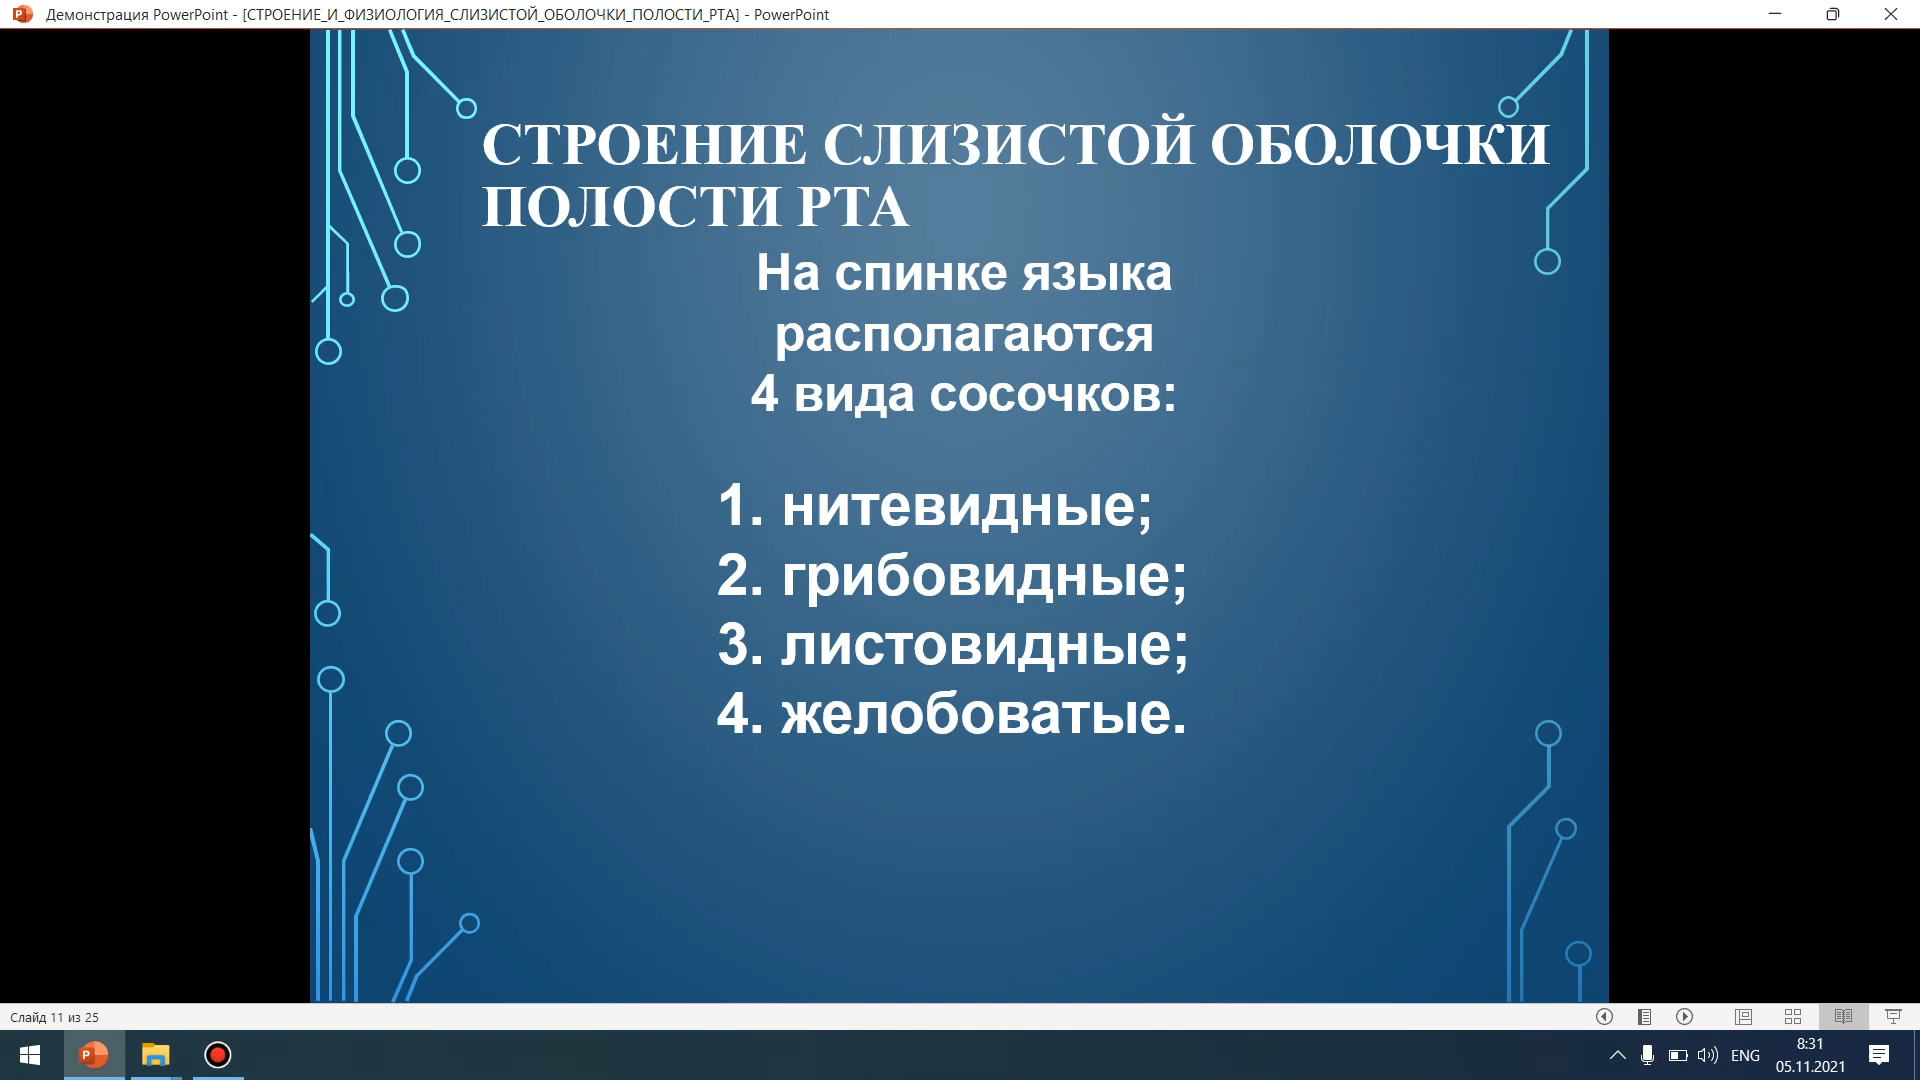 Демонстрация PowerPoint - [СТРОЕНИЕ_И_ФИЗИОЛОГИЯ_СЛИЗИСТОЙ_ОБОЛОЧКИ_ПОЛОСТИ_РТА] - PowerPoint
СТРОЕНИЕ СЛИЗИСТОЙ ОБОЛОЧКИ
ПОЛОСТИ РТА
На спинке языка
располагаются
4 вида сосочков:
1. нитевидные;
2. грибовидные;
3. листовидные;
4. желобоватые.
Слайд 11 из 25
ENG
8:31
05.11.2021